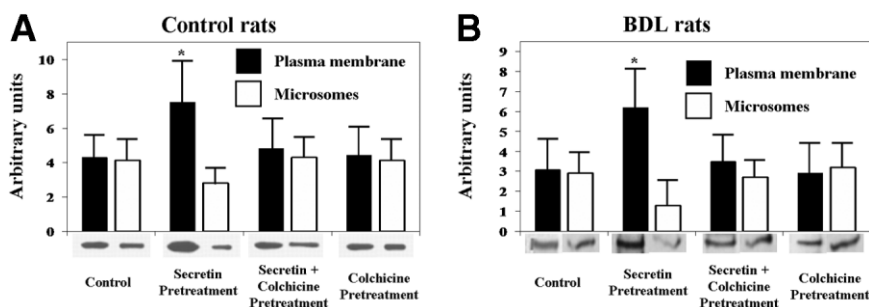 A
Control rats
Arbitrary units
10
8
6
4
2
0
*
Plasma membrane
Microsomes
Control
Secretin
Pretreatment
Secretin +
Colchicine
Pretreatment
Colchicine
Pretreatment
B
BDL rats
Arbitrary units
9
8
7
6
5
4
3
2
1
0
*
Plasma membrane
Microsomes
Control
Secretin
Pretreatment
Secretin +
Colchicine
Pretreatment
Colchicine
Pretreatment